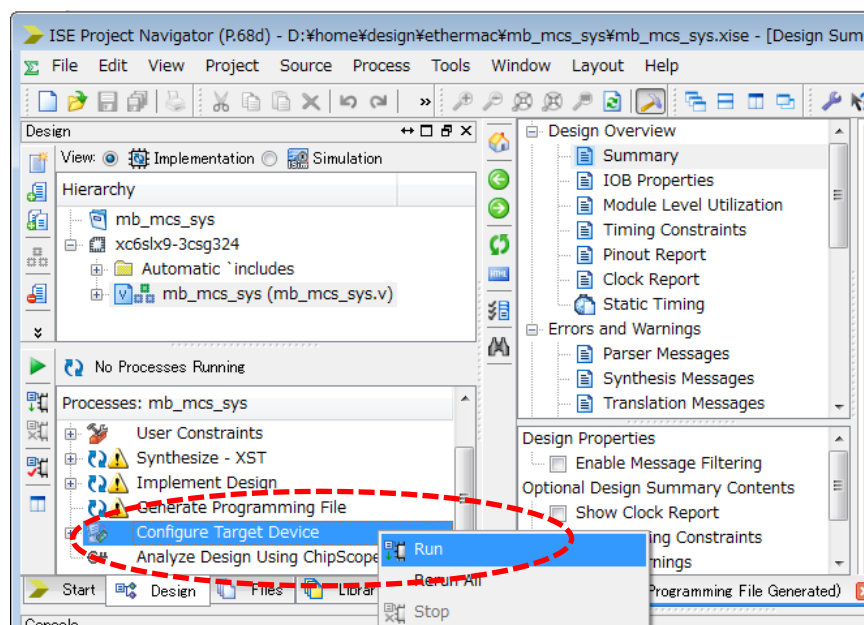 ISE Project Navigator (P.68d) - D:¥home¥design¥ethermac¥mb_mcs_sys¥mb_mcs_sys.xise - [Design Sum
File Edit View Project Source Process Tools Window Layout Help
Design
View: Implementation Simulation
Hierarchy
mb_mcs_sys
xc6slx9-3csg324
Automatic `includes
mb_mcs_sys (mb_mcs_sys.v)
No Processes Running
Processes: mb_mcs_sys
User Constraints
Synthesize - XST
Implement Design
Generate Programming File
Configure Target Device
Analyze Design Using ChipScope
Run
Rerun All
Stop
Start Design Files Librar
Console
Design Overview
Summary
IOB Properties
Module Level Utilization
Timing Constraints
Pinout Report
Clock Report
Static Timing
Errors and Warnings
Parser Messages
Synthesis Messages
Translation Messages
Design Properties
Enable Message Filtering
Optional Design Summary Contents
Show Clock Report
ing Constraints
rnings
Programming File Generated)